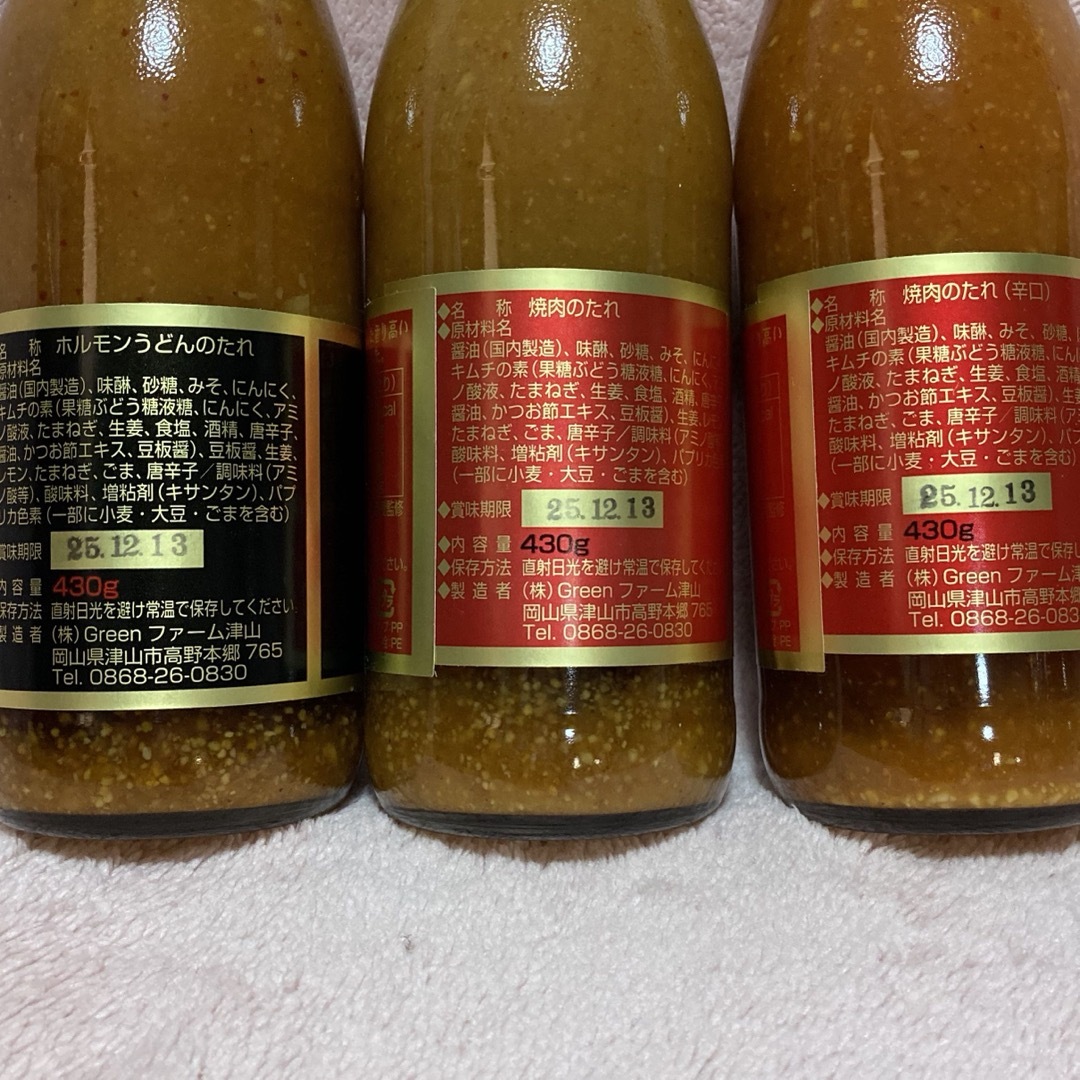 名 称 ホルモンうどんのたれ
原材料名
醤油(国内製造)、味醂、砂糖、みそ、にんにく、
キムチの素(果糖ぶどう糖液糖、にんにく、アミ
ノ酸液、たまねぎ、生姜、食塩、酒精、唐辛子、
醤油、かつお節エキス、豆板醤)、豆板醤、生姜、
レモン、たまねぎ、ごま、唐辛子/調味料(アミ
ノ酸等)、酸味料、増粘剤(キサンタン)、パプ
リカ色素(一部に小麦・大豆・ごまを含む)
賞味期限 25.12.13
内容量 430g
保存方法 直射日光を避け常温で保存してください。
製造者 (株)Green ファーム津山
岡山県津山市高野本郷 765
Tel. 0868-26-0830
高い
cal
監修
さい。
PP
PE
◆名 称 焼肉のたれ
◆原材料名
醤油(国内製造)、味醂、砂糖、みそ、にんに
キムチの素(果糖ぶどう糖液糖、にんにく、
ノ酸液、たまねぎ、生姜、食塩、酒精、唐
醤油、かつお節エキス、豆板醤)、生姜、
たまねぎ、ごま、唐辛子/調味料(アミノ
酸味料、増粘剤(キサンタン)、パプリカ
(一部に小麦・大豆・ごまを含む)
◆賞味期限 25.12.13
◆内容量 430g
◆保存方法 直射日光を避け常温で保存して
◆製造者 (株)Green ファーム津山
岡山県津山市高野本郷 765
Tel. 0868-26-0830
◆名 称 焼肉のたれ(辛口)
◆原材料名
醤油(国内製造)、味醂、砂糖、
キムチの素(果糖ぶどう糖液糖、に
ノ酸液、たまねぎ、生姜、食塩、酒
醤油、かつお節エキス、豆板醤)、
たまねぎ、ごま、唐辛子/調味料
酸味料、増粘剤(キサンタン)、パ
(一部に小麦・大豆・ごまを含む)
◆賞味期限 25.12.13
◆内容量 430g
◆保存方法 直射日光を避け常温で保存
◆製造者 (株)Green ファーム津山
岡山県津山市高野本郷
Tel. 0868-26-08